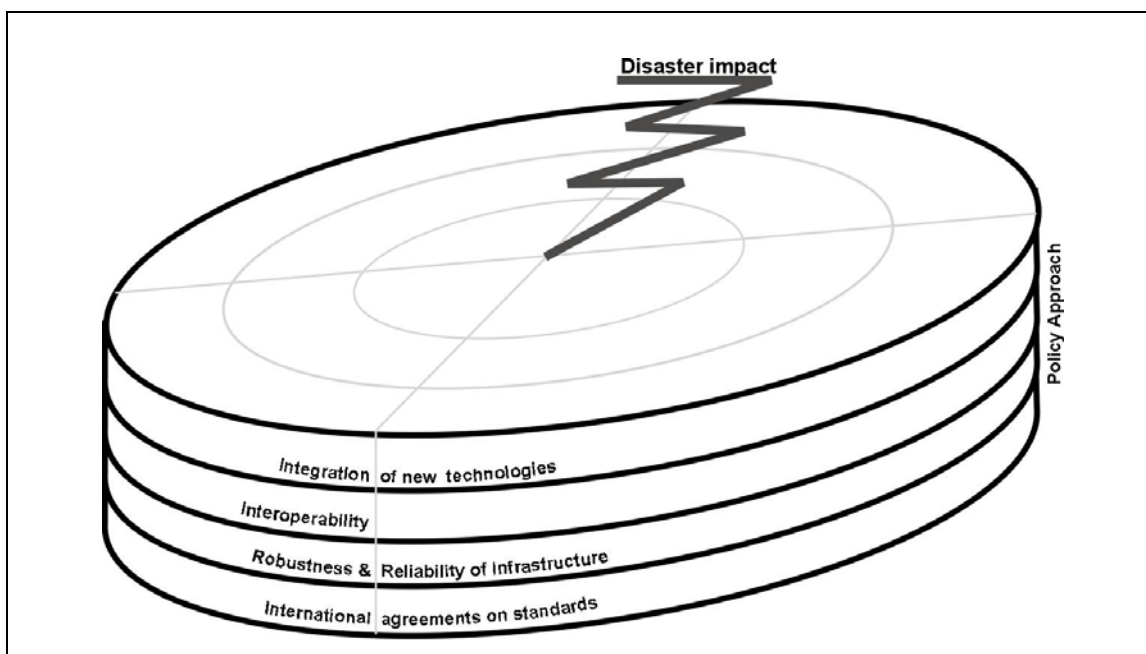 Disaster impact
Policy Approach
Integration of new technologies
Interoperability
Robustness & Reliability of infrastructure
International agreements on standards